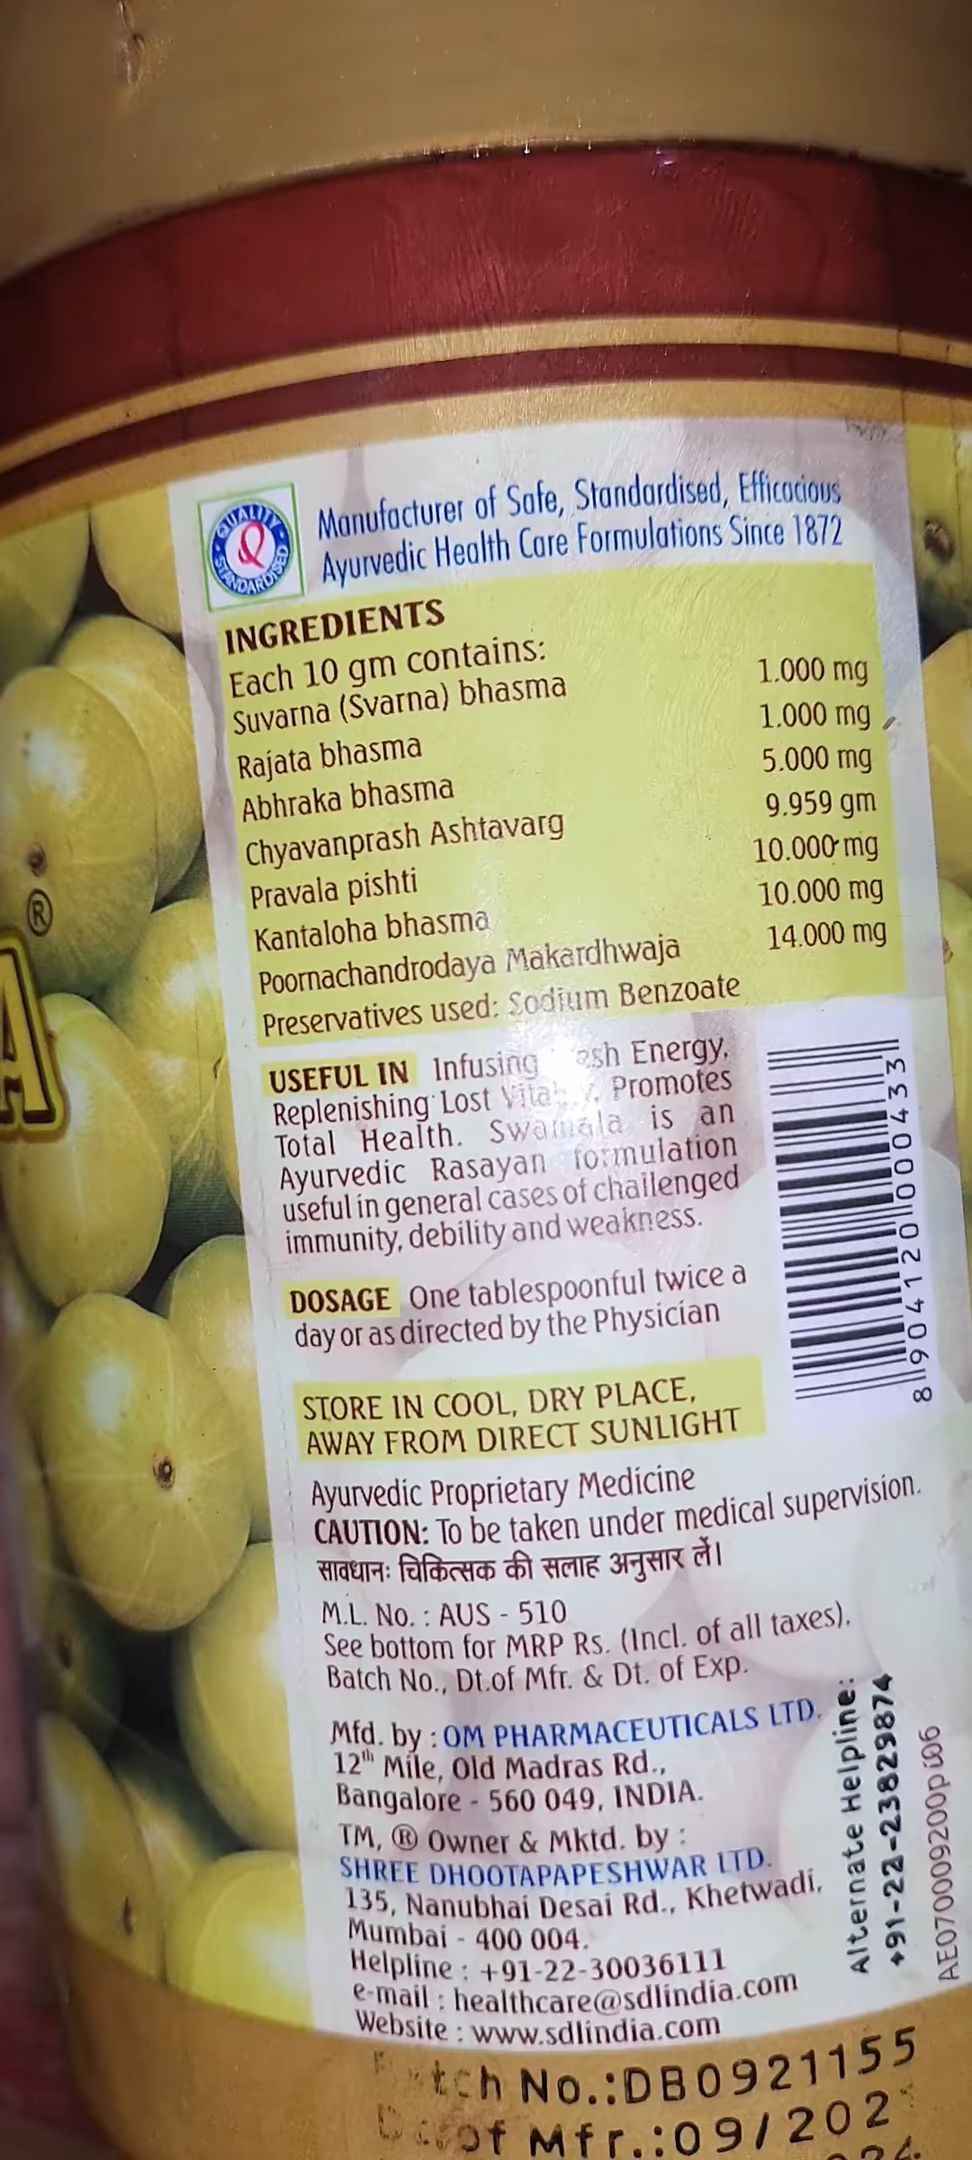 QUALITY
Q
STANDARDISED
Manufacturer of Safe, Standardised, Efficacious
Ayurvedic Health Care Formulations Since 1872
INGREDIENTS
Each 10 gm contains:
Suvarna (Svarna) bhasma 1.000 mg
Rajata bhasma 1.000 mg
Abhraka bhasma 5.000 mg
Chyavanprash Ashtavarg 9.959 gm
Pravala pishti 10.000 mg
Kantaloha bhasma 10.000 mg
Poornachandrodaya Makardhwaja 14.000 mg
Preservatives used: Sodium Benzoate
USEFUL IN Infusing Energy,
Replenishing Lost Promotes
Total Health. Swamala is an
Ayurvedic Rasayan formulation
useful in general cases of challenged
immunity, debility and weakness.
DOSAGE One tablespoonful twice a
day or as directed by the Physician
STORE IN COOL, DRY PLACE,
AWAY FROM DIRECT SUNLIGHT
Ayurvedic Proprietary Medicine
CAUTION: To be taken under medical supervision.
सावधानः चिकित्सक की सलाह अनुसार लें।
M.L. No. : AUS - 510
See bottom for MRP Rs. (Incl. of all taxes).
Batch No., Dt.of Mfr. & Dt. of Exp.
Mfd. by : OM PHARMACEUTICALS LTD.
12th Mile, Old Madras Rd.,
Bangalore - 560 049, INDIA.
TM, ® Owner & Mktd. by :
SHREE DHOOTAPAPESHWAR LTD.
135, Nanubhai Desai Rd., Khetwadi,
Mumbai - 400 004.
Helpline : +91-22-30036111
e-mail : healthcare@sdlindia.com
Website : www.sdlindia.com
8 904120 000433
Alternate Helpline:
+91-22-23829874
®
A
No.:DB0921155
of Mfr.:09/202